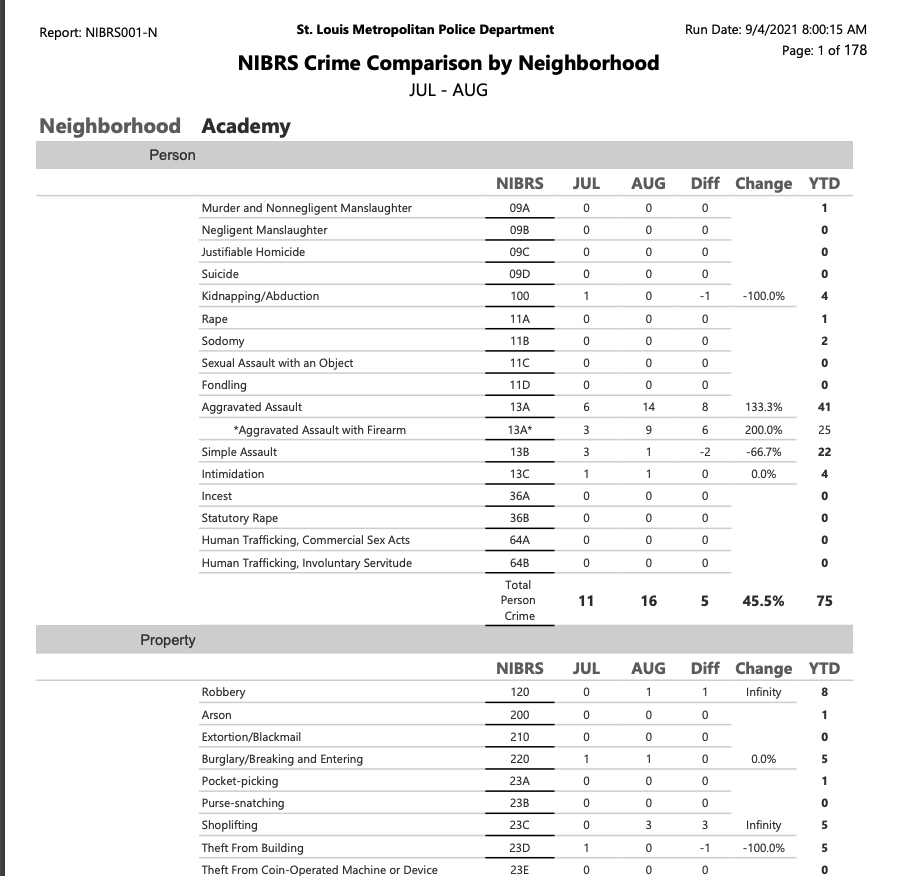 Report: NIBRS001-N St. Louis Metropolitan Police Department Run Date: 9/4/2021 8:00:15 AM
Page: 1 of 178
NIBRS Crime Comparison by Neighborhood
JUL - AUG
Neighborhood Academy
Person
NIBRS JUL AUG Diff Change YTD
Murder and Nonnegligent Manslaughter 09A 0 0 0 1
Negligent Manslaughter 09B 0 0 0 0
Justifiable Homicide 09C 0 0 0 0
Suicide 09D 0 0 0 0
Kidnapping/Abduction 100 1 0 -1 -100.0% 4
Rape 11A 0 0 0 1
Sodomy 11B 0 0 0 2
Sexual Assault with an Object 11C 0 0 0 0
Fondling 11D 0 0 0 0
Aggravated Assault 13A 6 14 8 133.3% 41
*Aggravated Assault with Firearm 13A* 3 9 6 200.0% 25
Simple Assault 13B 3 1 -2 -66.7% 22
Intimidation 13C 1 1 0 0.0% 4
Incest 36A 0 0 0 0
Statutory Rape 36B 0 0 0 0
Human Trafficking, Commercial Sex Acts 64A 0 0 0 0
Human Trafficking, Involuntary Servitude 64B 0 0 0 0
Total
Person 11 16 5 45.5% 75
Crime
Property
NIBRS JUL AUG Diff Change YTD
Robbery 120 0 1 1 Infinity 8
Arson 200 0 0 0 1
Extortion/Blackmail 210 0 0 0 0
Burglary/Breaking and Entering 220 1 1 0 0.0% 5
Pocket-picking 23A 0 0 0 1
Purse-snatching 23B 0 0 0 0
Shoplifting 23C 0 3 3 Infinity 5
Theft From Building 23D 1 0 -1 -100.0% 5
Theft From Coin-Operated Machine or Device 23E 0 0 0 0